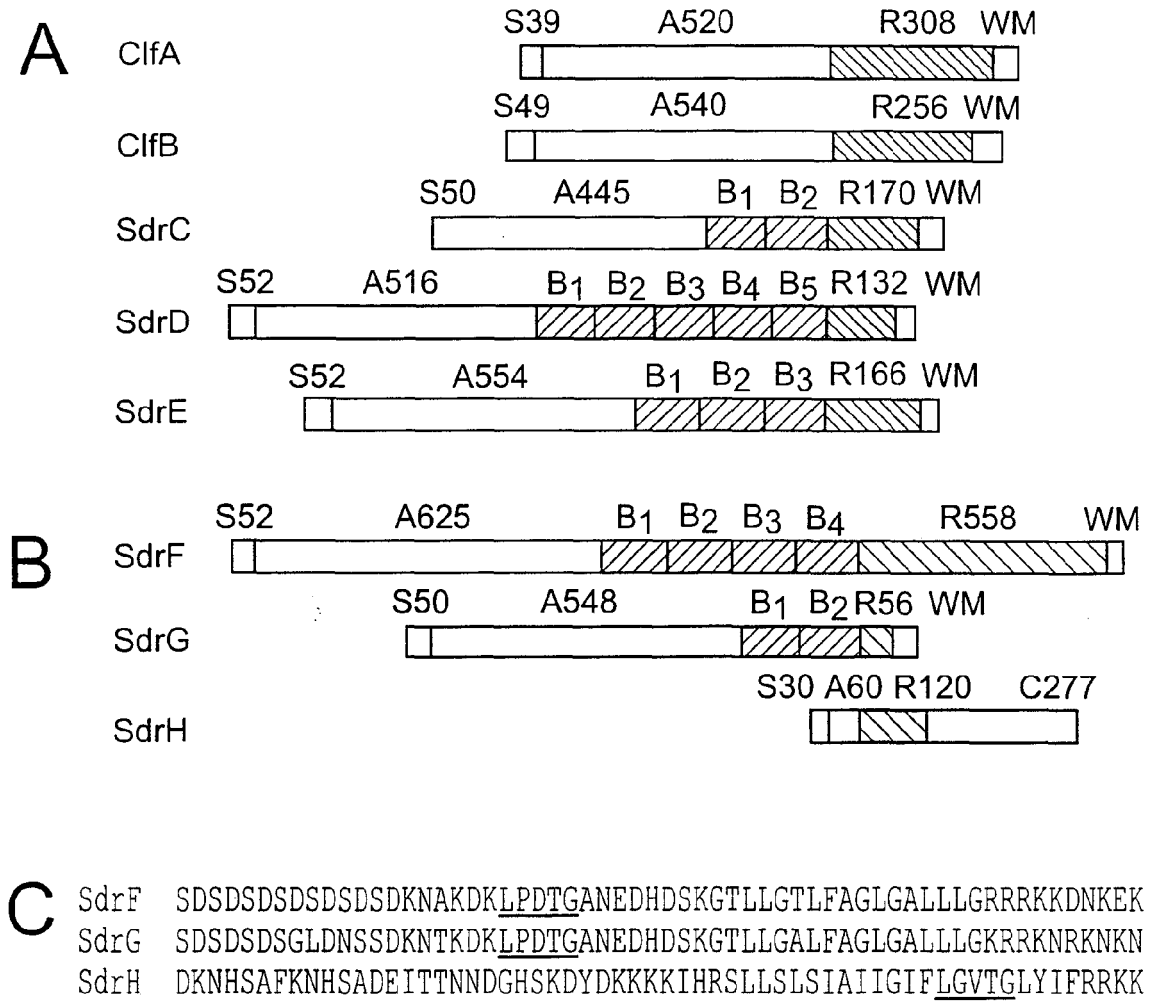 A
S39 A520 R308 WM
ClfA
S49 A540 R256 WM
ClfB
S50 A445 B1 B2 R170 WM
SdrC
S52 A516 B1 B2 B3 B4 B5 R132 WM
SdrD
S52 A554 B1 B2 B3 R166 WM
SdrE
B
S52 A625 B1 B2 B3 B4 R558 WM
SdrF
S50 A548 B1 B2 R56 WM
SdrG
S30 A60 R120 C277
SdrH
C
SdrF SDSDSDSDSDSDSDKNAKDKLPDTGANEDHDSKGTLLGTLFAGLGALLLGRRRKKDNKEK
SdrG SDSDSDSGLDNSSDKNTKDKLPDTGANEDHDSKGTLLGALFAGLGALLLGKRRKNRKNKN
SdrH DKNHSAFKNHSADEITTNNDGHSKDYDKKKKIHRSLLSLSIAIIGIFLGVTGLYIFRRKK